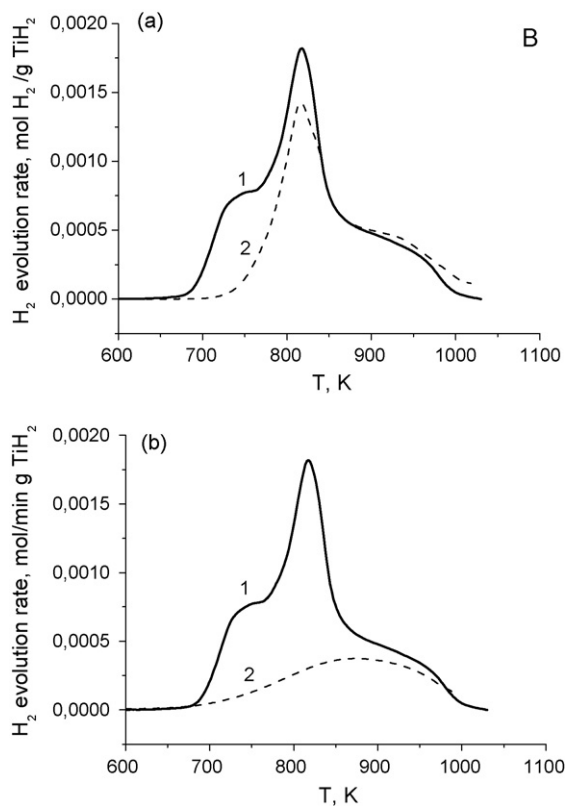 (a)
B
H₂ evolution rate, mol H₂ /g TiH₂
0,0020
0,0015
0,0010
0,0005
0,0000
1
2
600 700 800 900 1000 1100
T, K
(b)
H₂ evolution rate, mol/min g TiH₂
0,0020
0,0015
0,0010
0,0005
0,0000
1
2
600 700 800 900 1000 1100
T, K